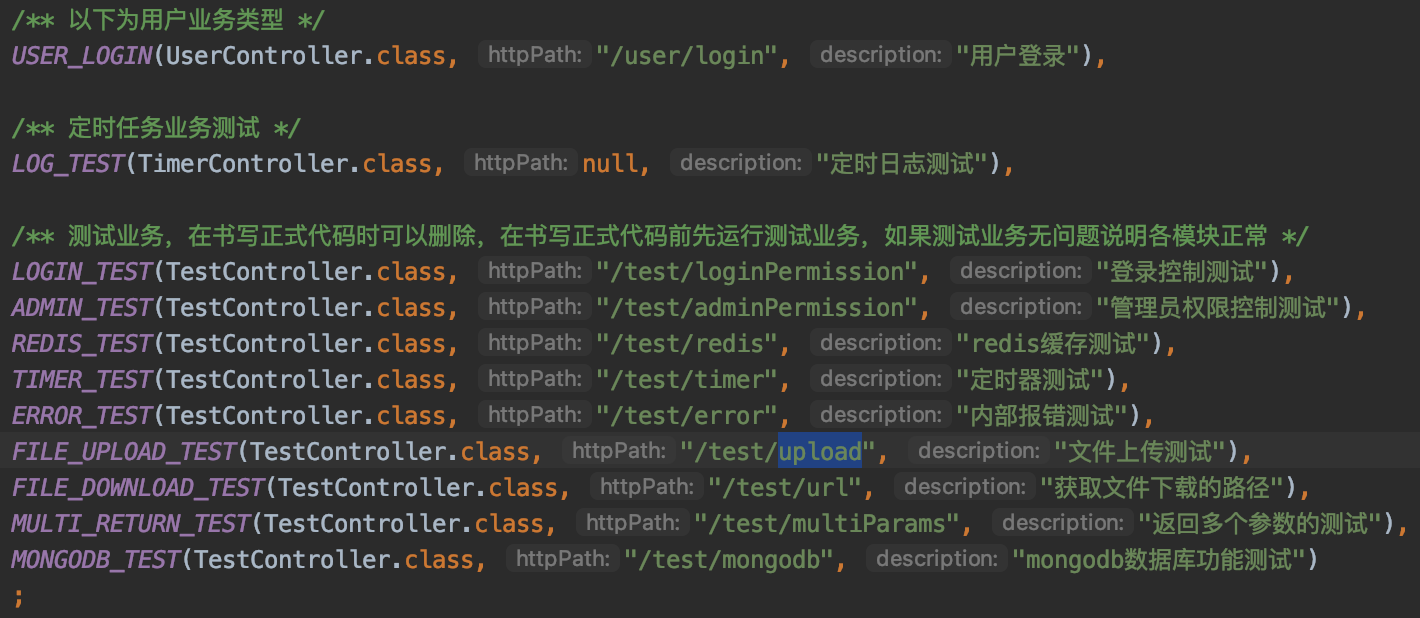 /** 以下为用户业务类型 */
USER_LOGIN(UserController.class, httpPath: "/user/login", description: "用户登录"),
/** 定时任务业务测试 */
LOG_TEST(TimerController.class, httpPath: null, description: "定时日志测试"),
/** 测试业务，在书写正式代码时可以删除，在书写正式代码前先运行测试业务，如果测试业务无问题说明各模块正常 */
LOGIN_TEST(TestController.class, httpPath: "/test/loginPermission", description: "登录控制测试"),
ADMIN_TEST(TestController.class, httpPath: "/test/adminPermission", description: "管理员权限控制测试"),
REDIS_TEST(TestController.class, httpPath: "/test/redis", description: "redis缓存测试"),
TIMER_TEST(TestController.class, httpPath: "/test/timer", description: "定时器测试"),
ERROR_TEST(TestController.class, httpPath: "/test/error", description: "内部报错测试"),
FILE_UPLOAD_TEST(TestController.class, httpPath: "/test/upload", description: "文件上传测试"),
FILE_DOWNLOAD_TEST(TestController.class, httpPath: "/test/url", description: "获取文件下载的路径"),
MULTI_RETURN_TEST(TestController.class, httpPath: "/test/multiParams", description: "返回多个参数的测试"),
MONGODB_TEST(TestController.class, httpPath: "/test/mongodb", description: "mongodb数据库功能测试")
;